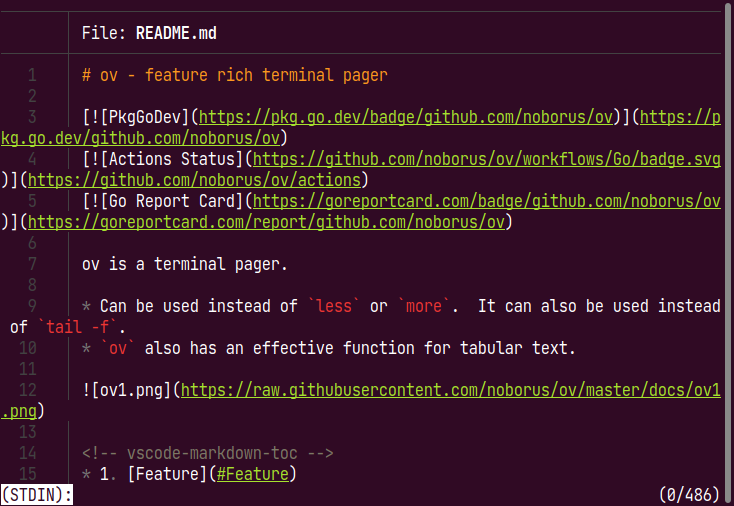 File: README.md
1 # ov - feature rich terminal pager
2
3 [![PkgGoDev](https://pkg.go.dev/badge/github.com/noborus/ov)](https://p
kg.go.dev/github.com/noborus/ov)
4 [![Actions Status](https://github.com/noborus/ov/workflows/Go/badge.svg
)](https://github.com/noborus/ov/actions)
5 [![Go Report Card](https://goreportcard.com/badge/github.com/noborus/ov
)](https://goreportcard.com/report/github.com/noborus/ov)
6
7 ov is a terminal pager.
8
9 * Can be used instead of `less` or `more`.  It can also be used instead
of `tail -f`.
10 * `ov` also has an effective function for tabular text.
11
12 ![ov1.png](https://raw.githubusercontent.com/noborus/ov/master/docs/ov1
.png)
13
14 <!-- vscode-markdown-toc -->
15 * 1. [Feature](#Feature)
(STDIN): (0/486)